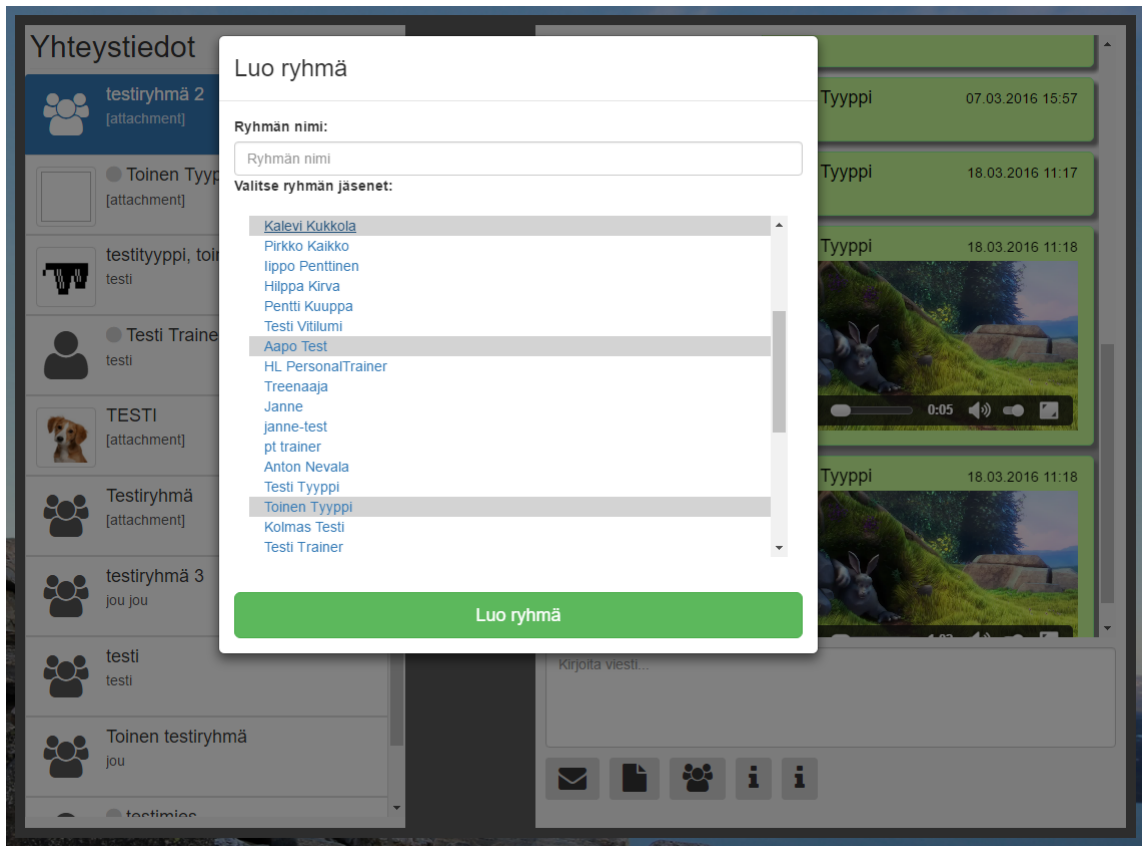 Yhteystiedot
testiryhmä 2
[attachment]
Toinen Tyyp
[attachment]
testityyppi, toin
testi
Testi Traine
testi
TESTI
[attachment]
Testiryhmä
[attachment]
testiryhmä 3
jou jou
testi
testi
Toinen testiryhmä
jou
testimies
Luo ryhmä
Ryhmän nimi:
Ryhmän nimi
Valitse ryhmän jäsenet:
Kalevi Kukkola
Pirkko Kaikko
Iippo Penttinen
Hilppa Kirva
Pentti Kuuppa
Testi Vitilumi
Aapo Test
HL PersonalTrainer
Treenaaja
Janne
janne-test
pt trainer
Anton Nevala
Testi Tyyppi
Toinen Tyyppi
Kolmas Testi
Testi Trainer
Luo ryhmä
Tyyppi 07.03.2016 15:57
Tyyppi 18.03.2016 11:17
Tyyppi 18.03.2016 11:18
0:05
Tyyppi 18.03.2016 11:18
Kirjoita viesti...